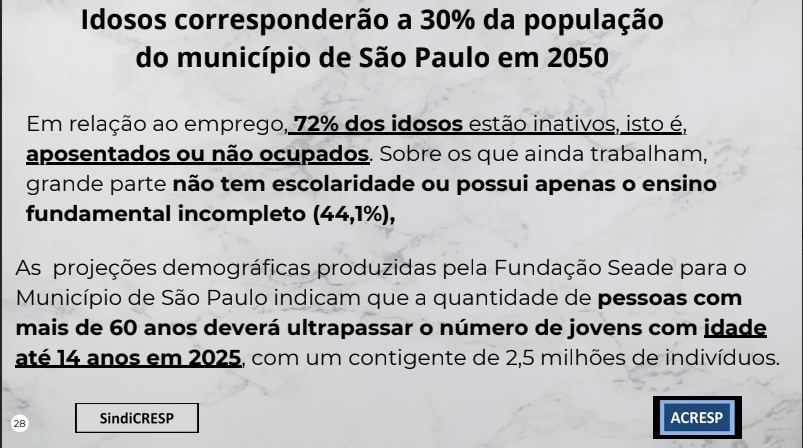 Idosos corresponderão a 30% da população
do município de São Paulo em 2050
Em relação ao emprego, 72% dos idosos estão inativos, isto é,
aposentados ou não ocupados. Sobre os que ainda trabalham,
grande parte não tem escolaridade ou possui apenas o ensino
fundamental incompleto (44,1%),
As projeções demográficas produzidas pela Fundação Seade para o
Município de São Paulo indicam que a quantidade de pessoas com
mais de 60 anos deverá ultrapassar o número de jovens com idade
até 14 anos em 2025, com um contigente de 2,5 milhões de indivíduos.
28
SindiCRESP
ACRESP